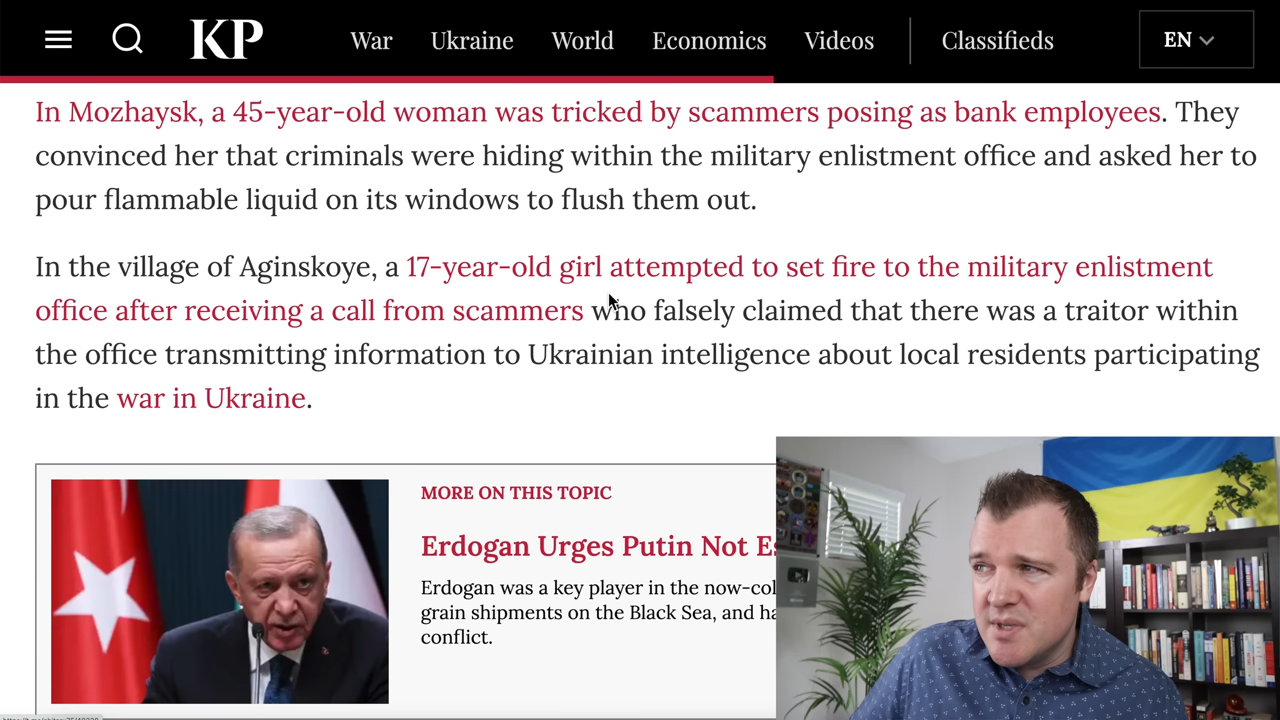 KP
War
Ukraine
World
Economics
Videos
Classifieds
EN
In Mozhaysk, a 45-year-old woman was tricked by scammers posing as bank employees. They
convinced her that criminals were hiding within the military enlistment office and asked her to
pour flammable liquid on its windows to flush them out.
In the village of Aginskoye, a 17-year-old girl attempted to set fire to the military enlistment
office after receiving a call from scammers who falsely claimed that there was a traitor within
the office transmitting information to Ukrainian intelligence about local residents participating
in the war in Ukraine.
MORE ON THIS TOPIC
Erdogan Urges Putin Not
Erdogan was a key player in the
grain shipments on the Black Sea, and
conflict.